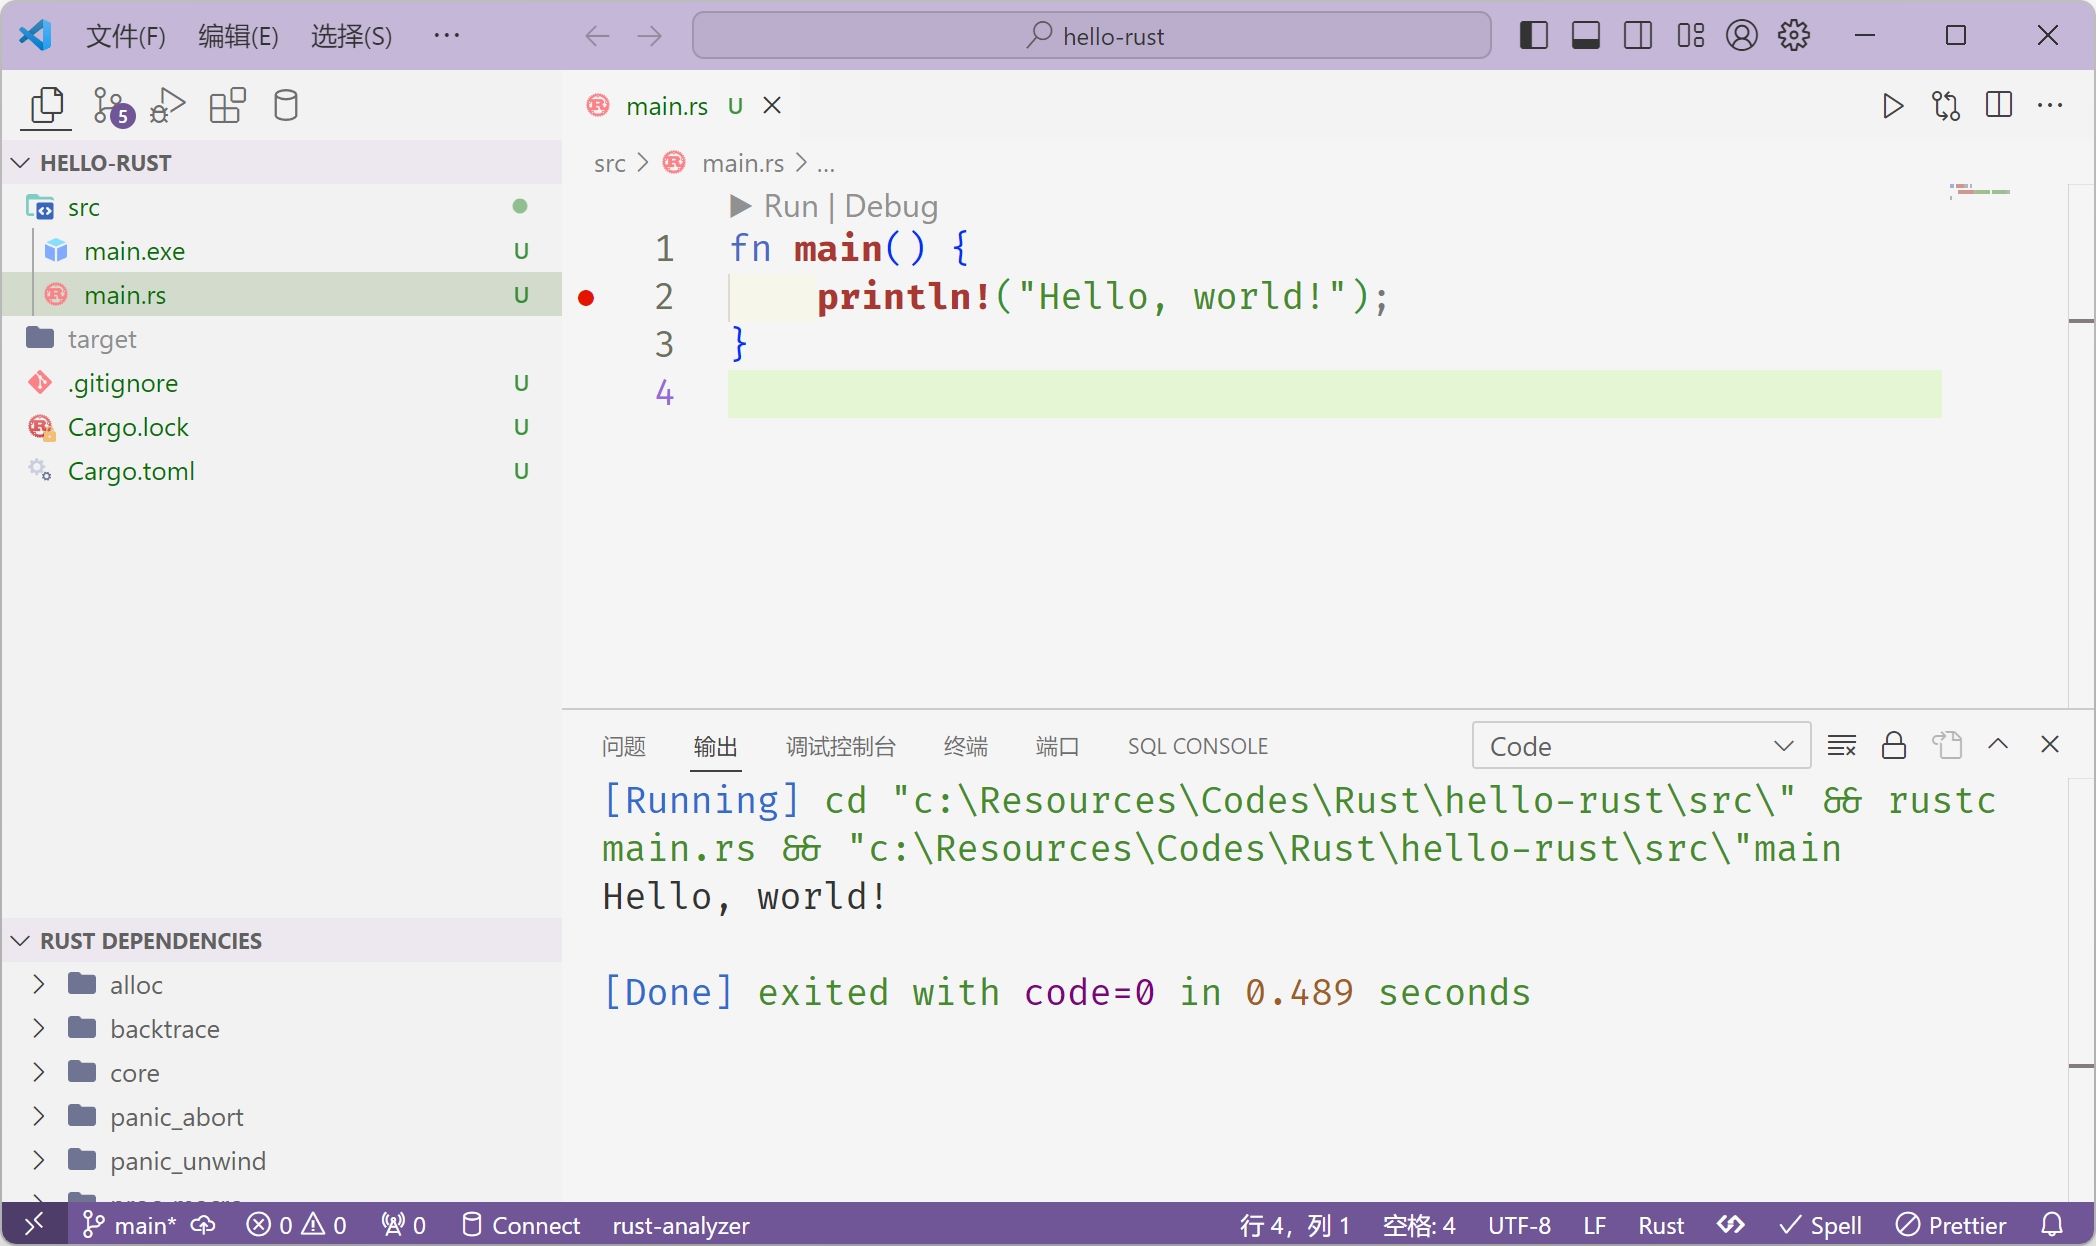 文件(F) 编辑(E) 选择(S) ··· hello-rust
5
HELLO-RUST
src
main.exe U
main.rs U
target
.gitignore U
Cargo.lock U
Cargo.toml U
RUST DEPENDENCIES
alloc
backtrace
core
panic_abort
panic_unwind
main.rs U
src > main.rs > ...
Run | Debug
1 fn main() {
2 println!("Hello, world!");
3 }
4
问题 输出 调试控制台 终端 端口 SQL CONSOLE Code
[Running] cd "c:\Resources\Codes\Rust\hello-rust\src\" && rustc
main.rs && "c:\Resources\Codes\Rust\hello-rust\src\"main
Hello, world!
[Done] exited with code=0 in 0.489 seconds
main* 0 0 0 Connect rust-analyzer 行 4，列 1 空格: 4 UTF-8 LF Rust Spell Prettier